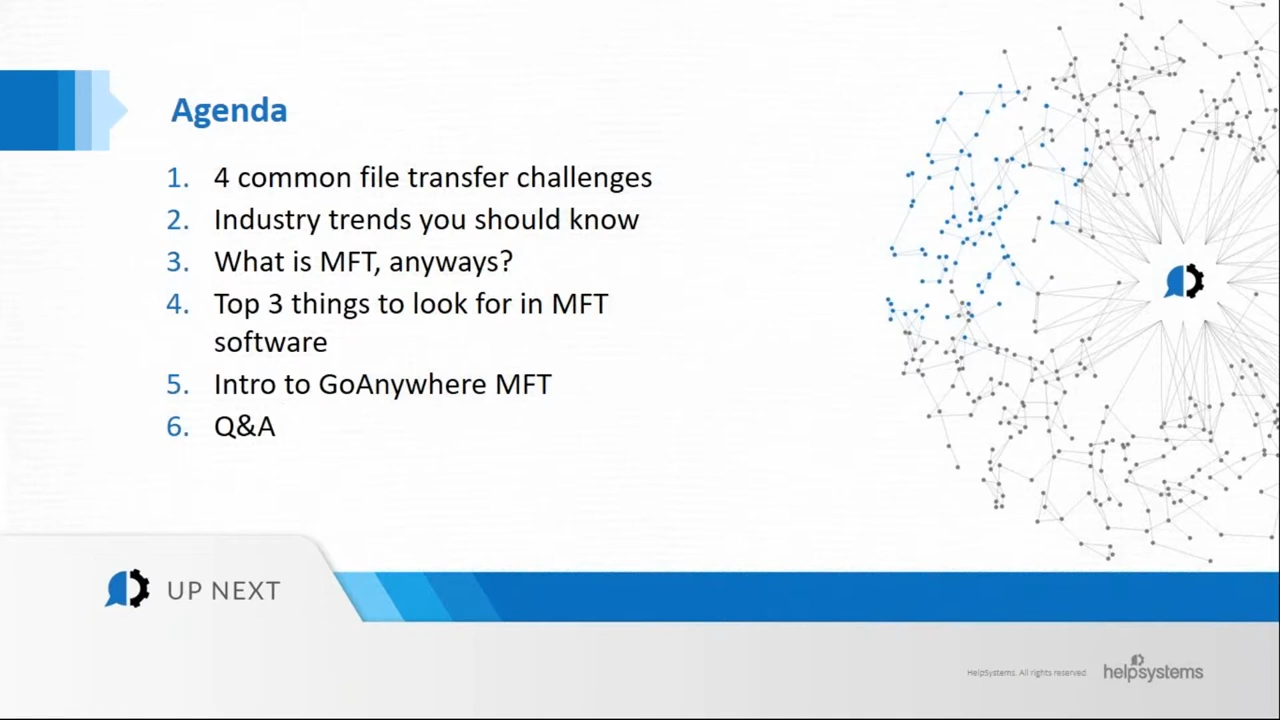 Agenda
1. 4 common file transfer challenges
2. Industry trends you should know
3. What is MFT, anyways?
4. Top 3 things to look for in MFT
software
5. Intro to GoAnywhere MFT
6. Q&A
UP NEXT
HelpSystems. All rights reserved.
helpsystems